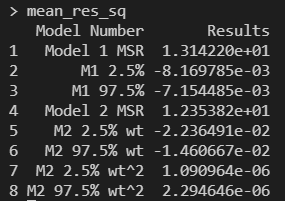 > mean_res_sq
Model Number Results
1 Model 1 MSR 1.314220e+01
2 M1 2.5% -8.169785e-03
3 M1 97.5% -7.154485e-03
4 Model 2 MSR 1.235382e+01
5 M2 2.5% wt -2.236491e-02
6 M2 97.5% wt -1.460667e-02
7 M2 2.5% wt^2 1.090964e-06
8 M2 97.5% wt^2 2.294646e-06